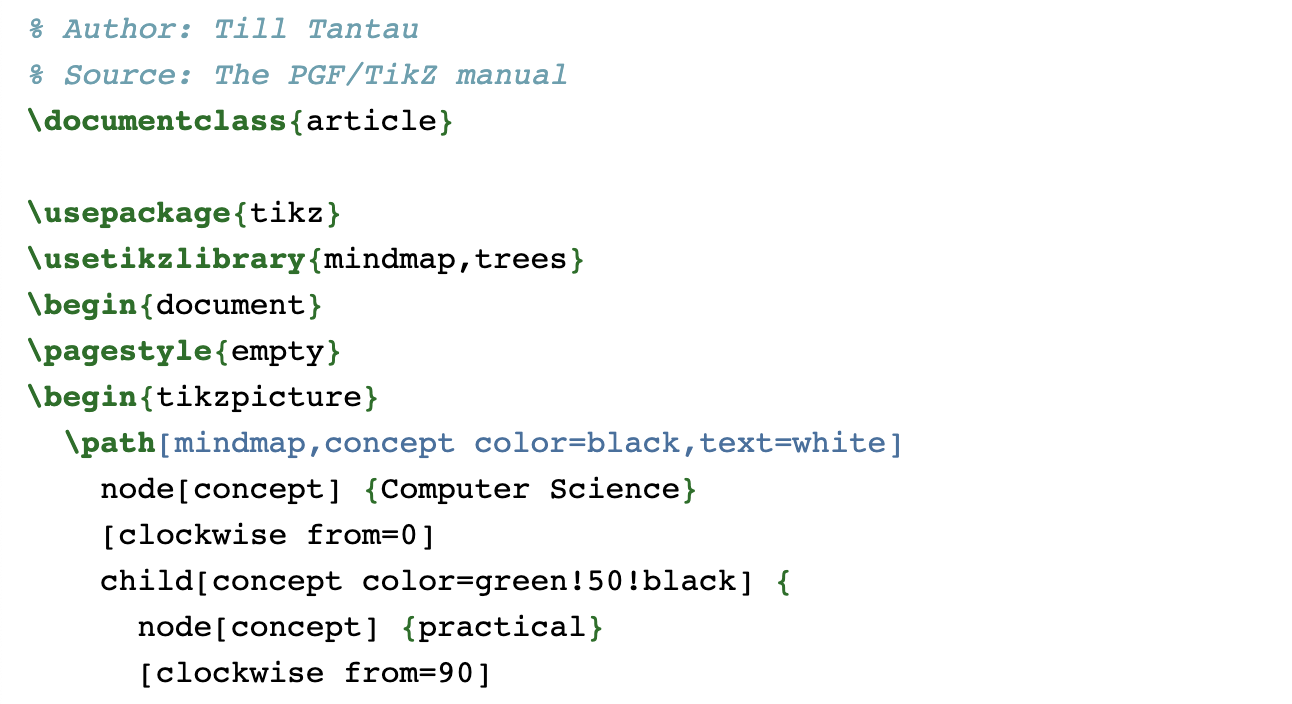 % Author: Till Tantau
% Source: The PGF/TikZ manual
\documentclass{article}

\usepackage{tikz}
\usetikzlibrary{mindmap,trees}
\begin{document}
\pagestyle{empty}
\begin{tikzpicture}
  \path[mindmap,concept color=black,text=white]
    node[concept] {Computer Science}
    [clockwise from=0]
    child[concept color=green!50!black] {
      node[concept] {practical}
      [clockwise from=90]